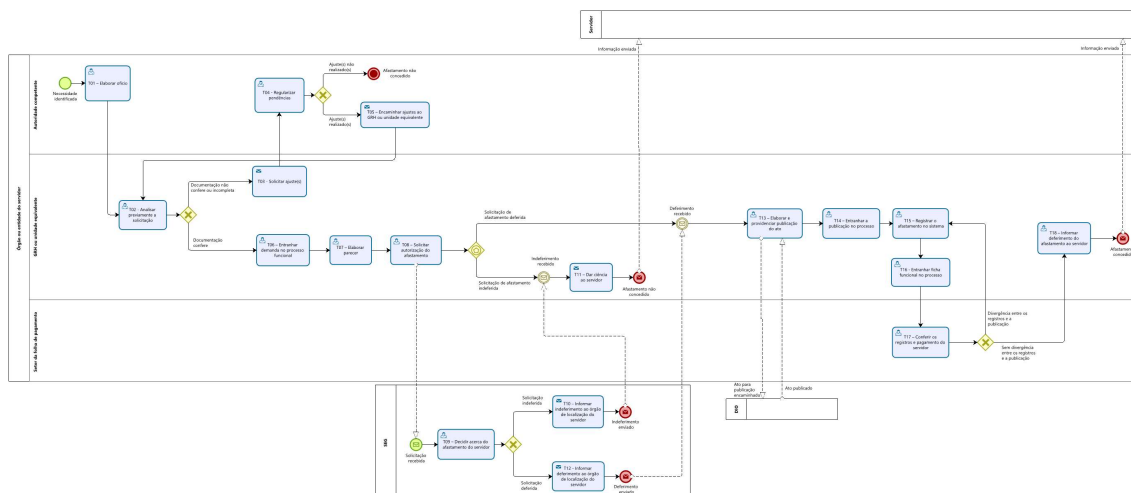 Servidor
Informação enviada
Informação enviada
Órgão ou entidade do servidor
Autoridade competente
Necessidade
identificada
T01 – Elaborar ofício
T04 – Regularizar
pendências
Ajuste(s) não
realizado(s)
Afastamento não
concedido
Ajuste(s)
realizado(s)
T05 – Encaminhar ajustes ao
GRH ou unidade equivalente
GRH ou unidade equivalente
T02 – Analisar
previamente a
solicitação
Documentação não
confere ou incompleta
T03 – Solicitar ajuste(s)
Documentação
confere
T06 – Entranhar
demanda no processo
funcional
T07 – Elaborar
parecer
T08 – Solicitar
autorização do
afastamento
Solicitação de
afastamento deferida
Solicitação de afastamento
indeferida
Indeferimento
recebido
T11 – Dar ciência
ao servidor
Afastamento não
concedido
Deferimento
recebido
T13 – Elaborar e
providenciar publicação
do ato
T14 – Entranhar a
publicação no processo
T15 – Registrar o
afastamento no sistema
T16 – Entranhar ficha
funcional no processo
T18 – Informar
deferimento do
afastamento ao servidor
Afastamento
concedido
Setor da folha de pagamento
T17 – Conferir os
registros e pagamento do
servidor
Divergência entre os
registros e a
publicação
Sem divergência
entre os registros
e a publicação
Solicitação
recebida
T09 – Decidir acerca do
afastamento do servidor
Solicitação
indeferida
T10 – Informar
indeferimento ao órgão
de localização do
servidor
Indeferimento
enviado
Solicitação
deferida
T12 – Informar
deferimento ao órgão
de localização do
servidor
Deferimento
enviado
Ato para
publicação
encaminhado
Ato publicado